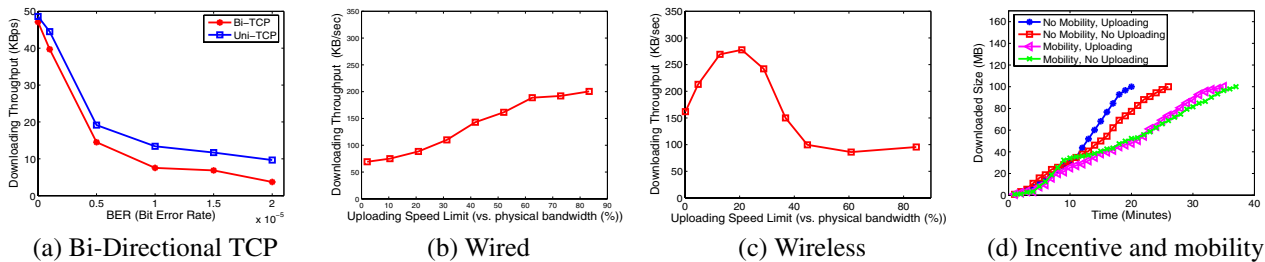 Downloading Throughput (KBps)
50
40
30
20
10
0
0
0.5
1
1.5
2
x 10⁻⁵
BER (Bit Error Rate)
Bi−TCP
Uni−TCP
(a) Bi-Directional TCP
Downloading Throughput (KB/sec)
350
300
250
200
150
100
50
0
0
10
20
30
40
50
60
70
80
90
Uploading Speed Limit (vs. physical bandwidth (%))
(b) Wired
Downloading Throughput (KB/sec)
350
300
250
200
150
100
50
0
0
20
40
60
80
Uploading Speed Limit (vs. physical bandwidth (%))
(c) Wireless
Downloaded Size (MB)
160
140
120
100
80
60
40
20
0
0
10
20
30
40
Time (Minutes)
No Mobility, Uploading
No Mobility, No Uploading
Mobility, Uploading
Mobility, No Uploading
(d) Incentive and mobility